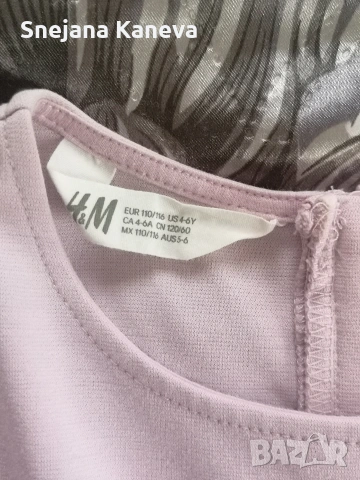 Snejana Kaneva
H&M
EUR 110/116 US 4-6Y
CA 4-6A CN 120/60
MX 110/116 AUS 5-6
BAZAR